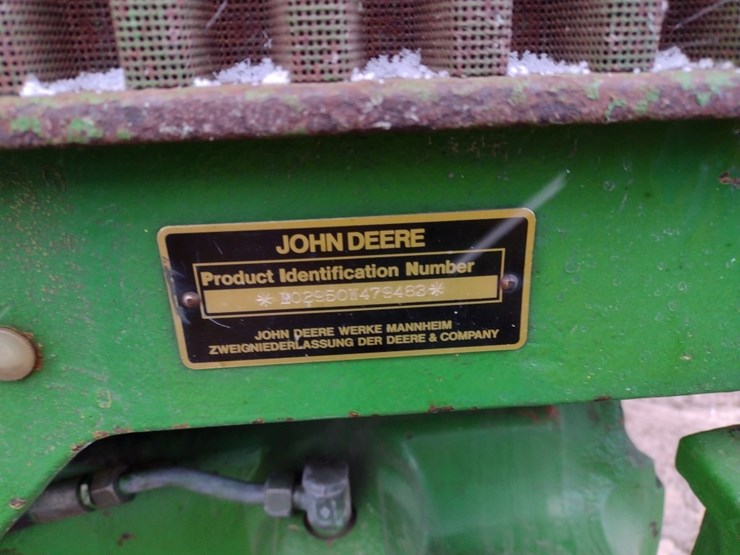 JOHN DEERE
Product Identification Number
JOHN DEERE WERKE MANNHEIM
ZWEIGNIEDERLASSUNG DER DEERE & COMPANY